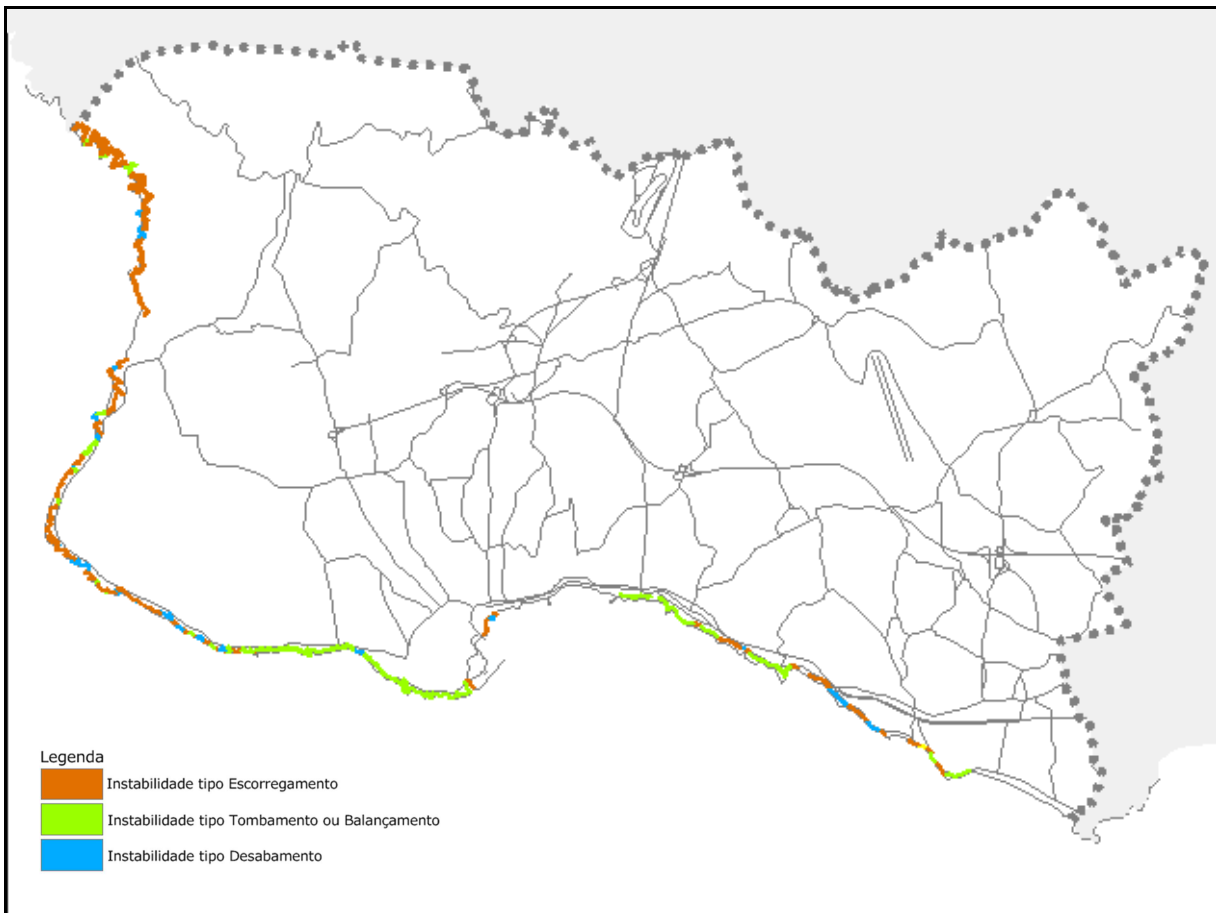 Legenda
Instabilidade tipo Escorregamento
Instabilidade tipo Tombamento ou Balançamento
Instabilidade tipo Desabamento